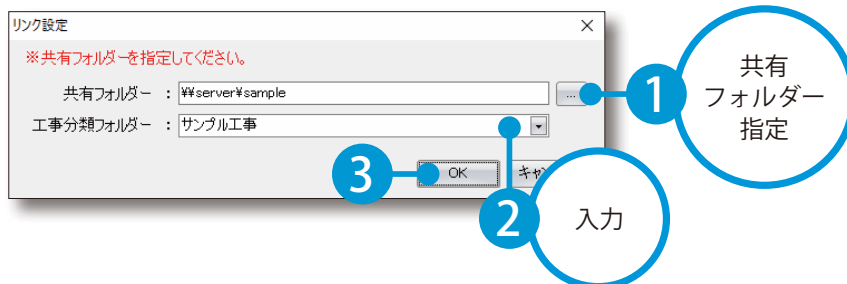 リンク設定
※共有フォルダーを指定してください。
共有フォルダー : ¥¥server¥sample
...
工事分類フォルダー : サンプル工事
OK
1
共有
フォルダー
指定
2
入力
3